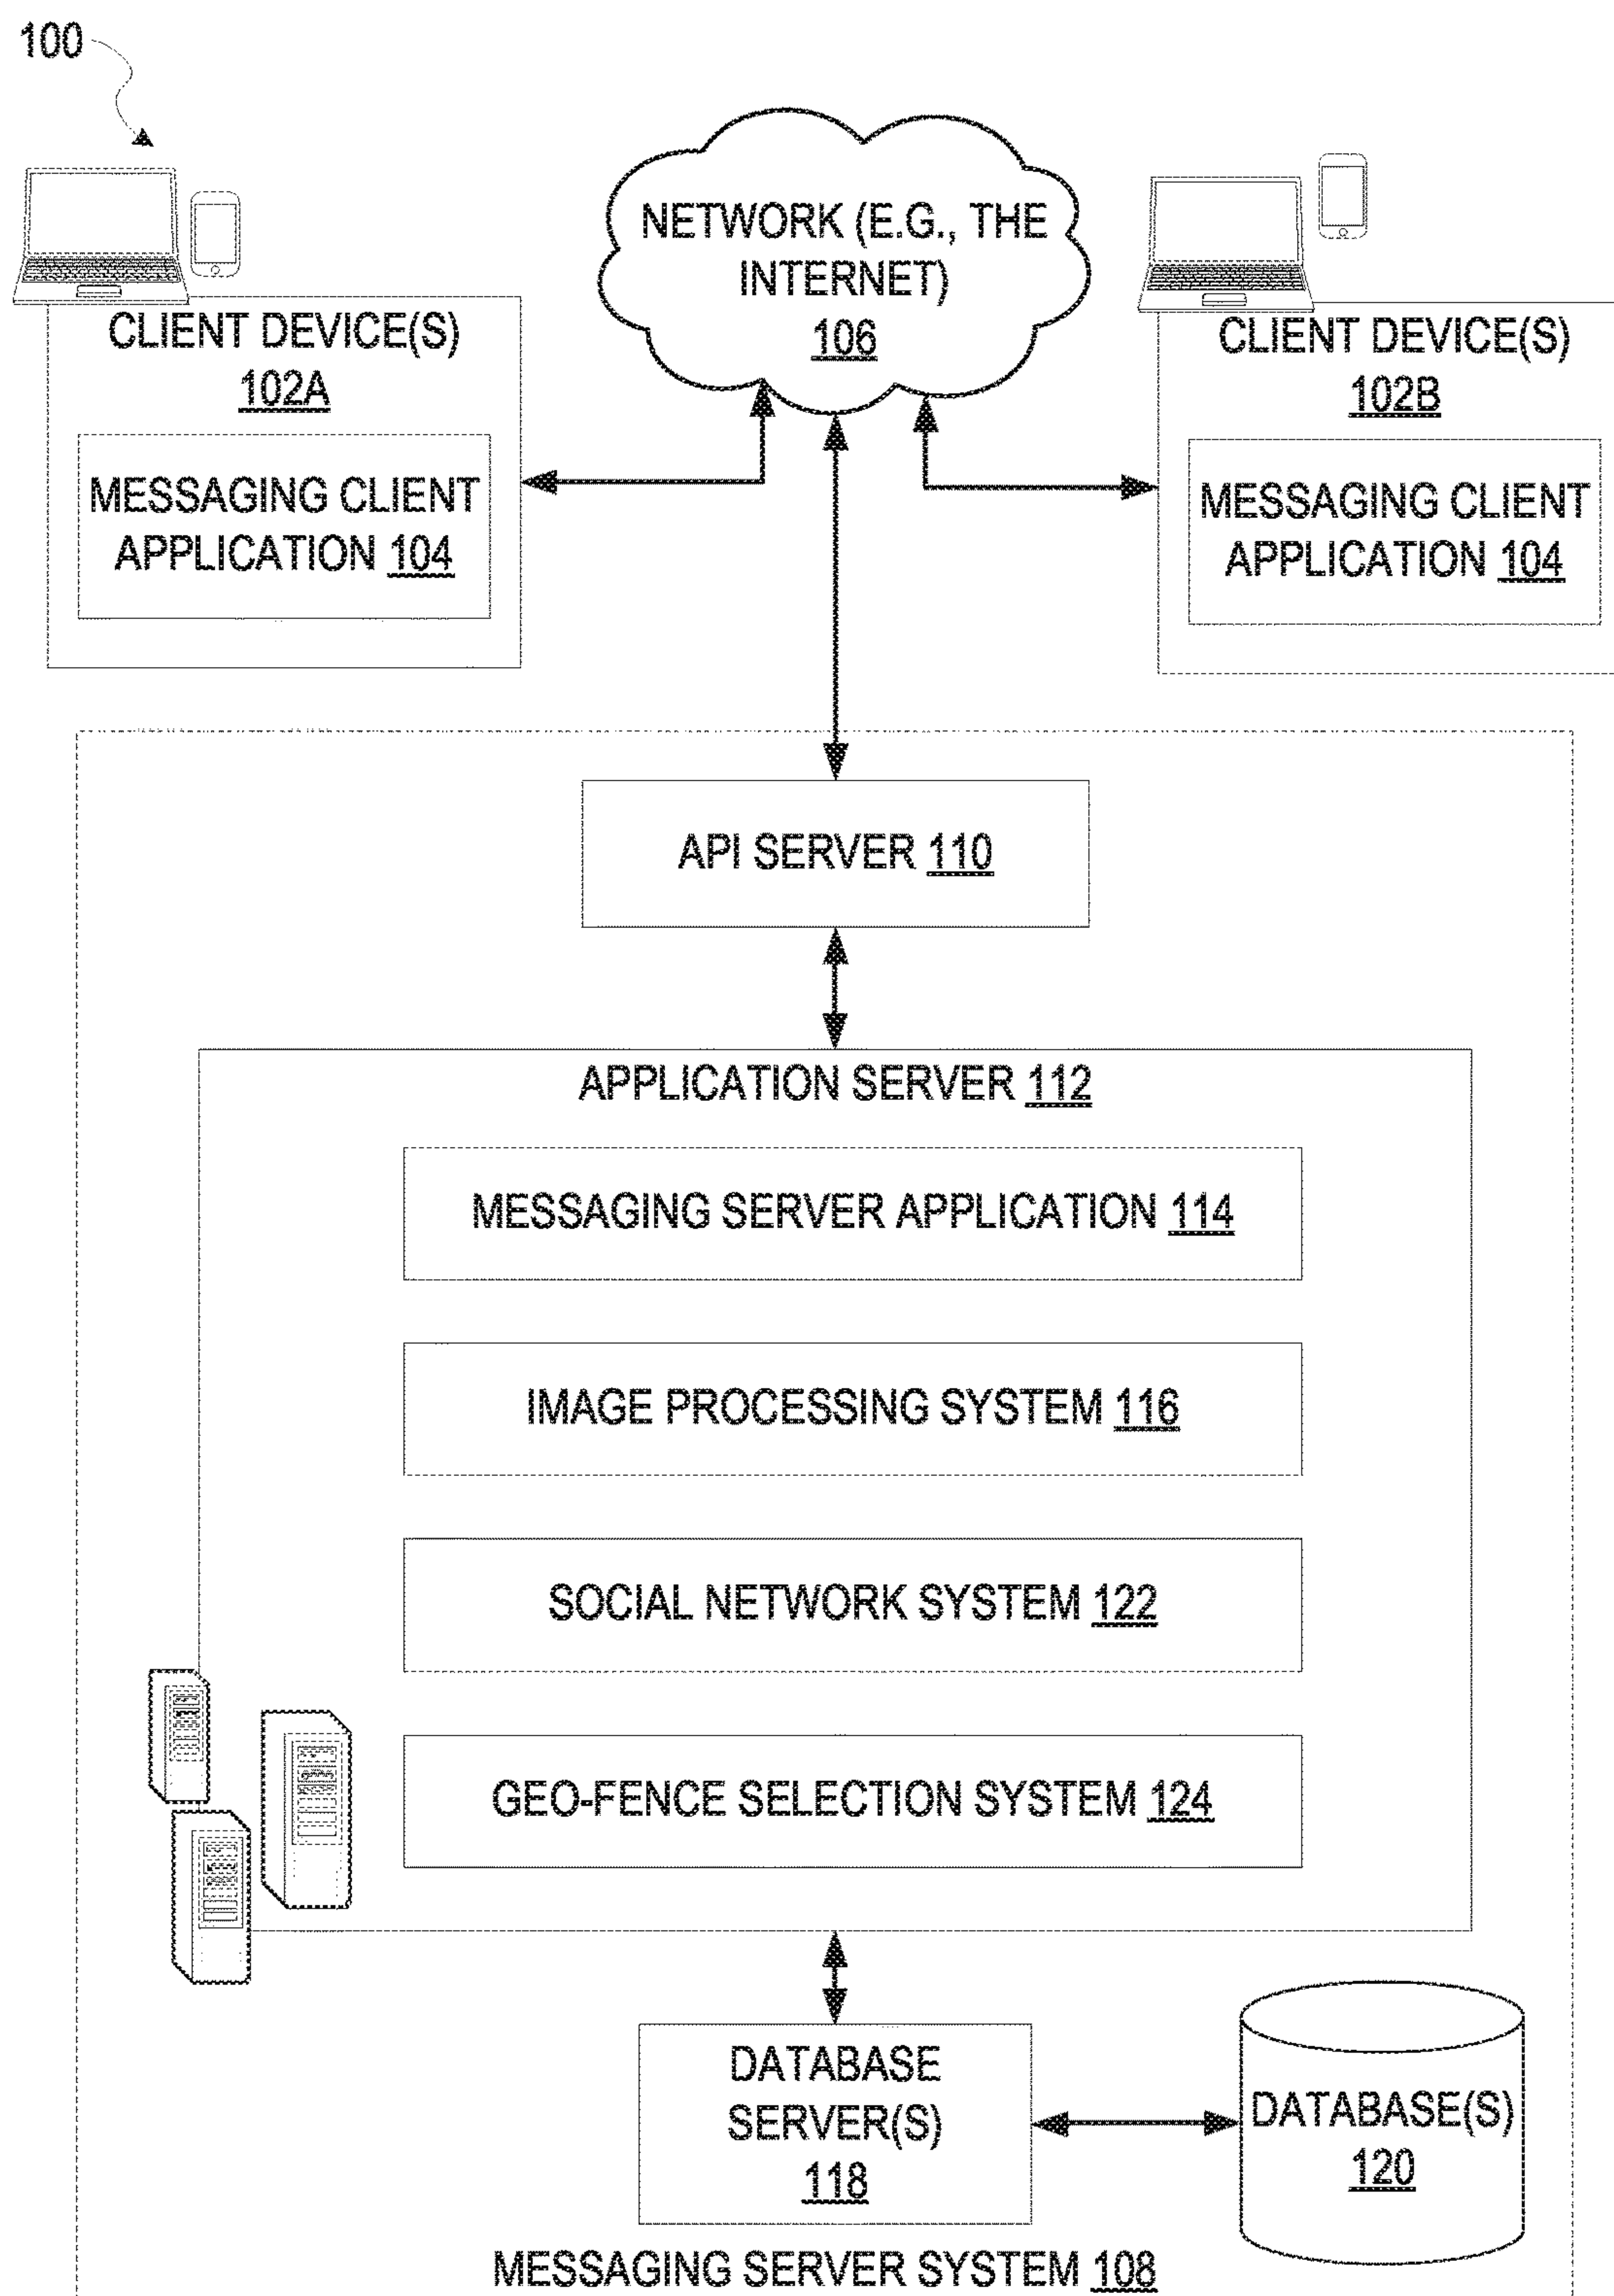 100
NETWORK (E.G., THE
INTERNET)
106
CLIENT DEVICE(S)
102A
MESSAGING CLIENT
APPLICATION 104
CLIENT DEVICE(S)
102B
MESSAGING CLIENT
APPLICATION 104
API SERVER 110
APPLICATION SERVER 112
MESSAGING SERVER APPLICATION 114
IMAGE PROCESSING SYSTEM 116
SOCIAL NETWORK SYSTEM 122
GEO-FENCE SELECTION SYSTEM 124
DATABASE
SERVER(S)
118
DATABASE(S)
120
MESSAGING SERVER SYSTEM 108